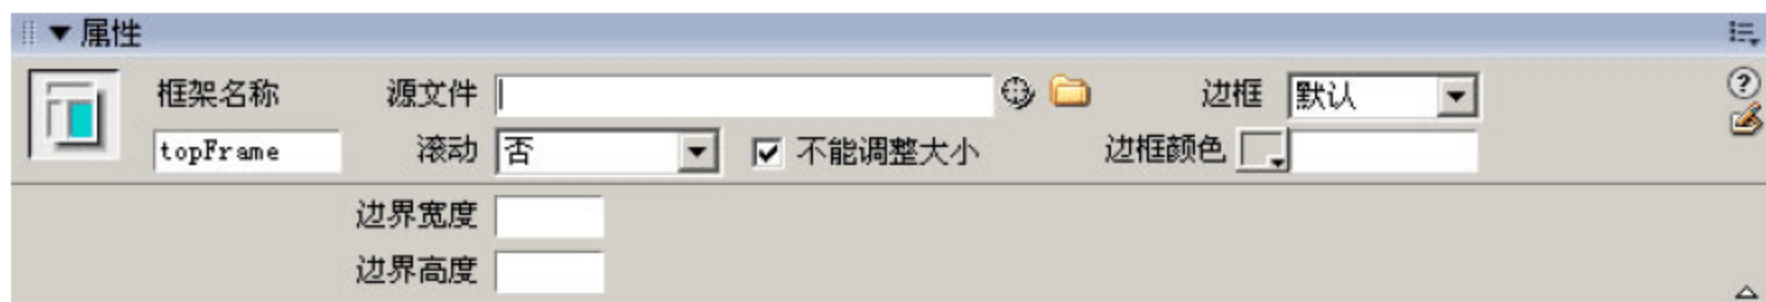 属性
框架名称 源文件 边框 默认
topFrame 滚动 否 不能调整大小 边框颜色
边界宽度
边界高度